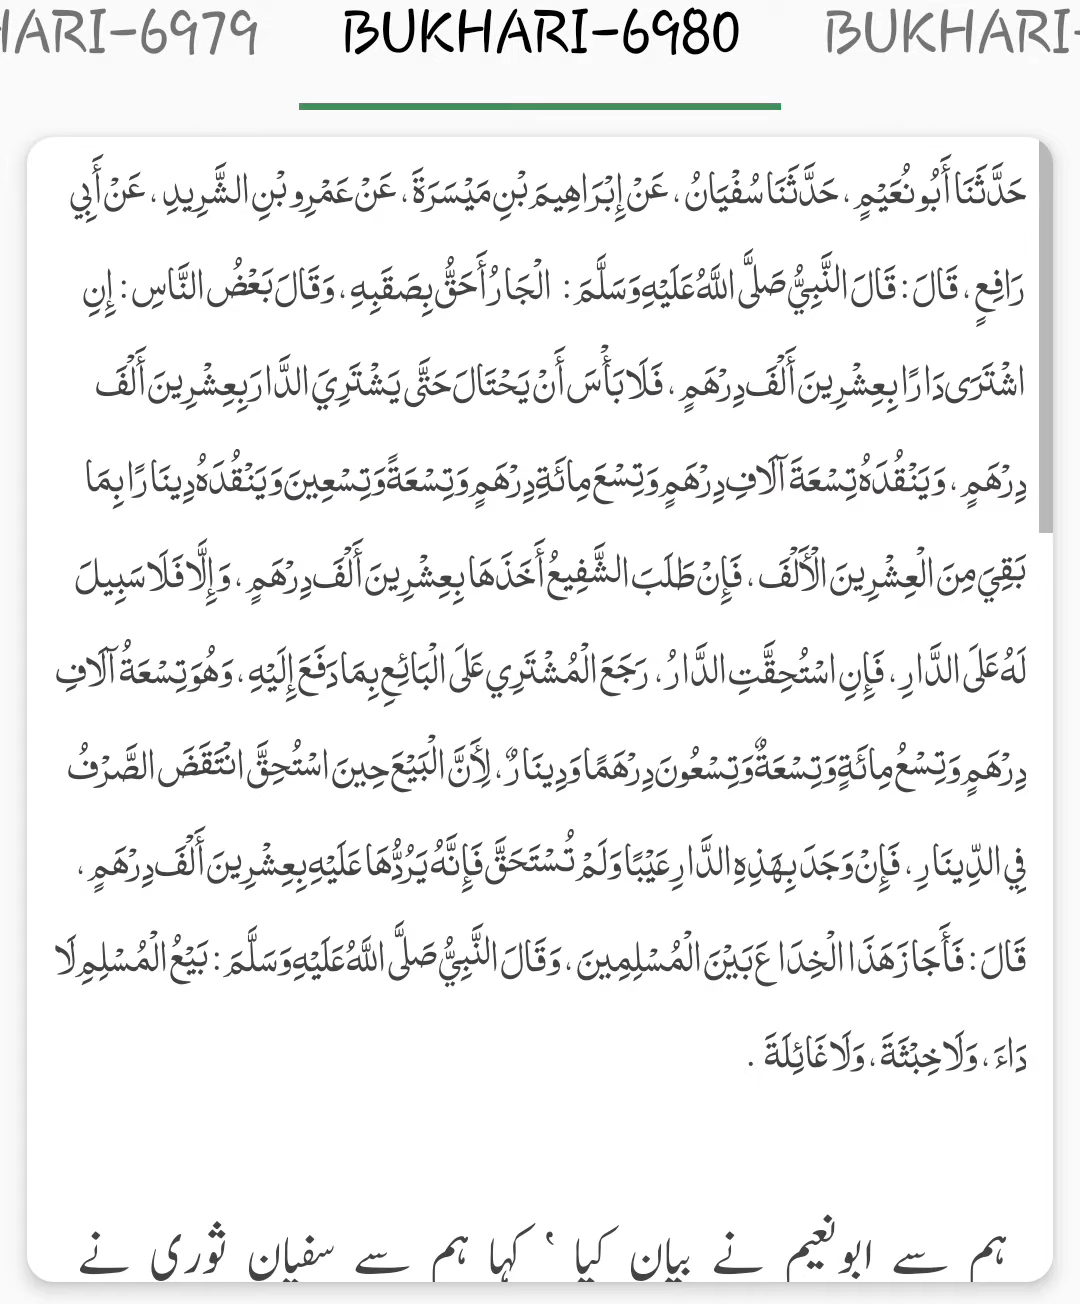 HARI-6979 BUKHARI-6980 BUKHARI-
حَدَّثَنَا أَبُو نُعَيْمٍ ، حَدَّثَنَا سُفْيَانُ ، عَنْ إِبْرَاهِيمَ بْنِ مَيْسَرَةَ ، عَنْ عَمْرِو بْنِ الشَّرِيدِ ، عَنْ أَبِي
رَافِعٍ ، قَالَ : قَالَ النَّبِيُّ صَلَّى اللَّهُ عَلَيْهِ وَسَلَّمَ : الْجَارُ أَحَقُّ بِصَقَبِهِ ، وَقَالَ بَعْضُ النَّاسِ : إِنِ
اشْتَرَى دَارًا بِعِشْرِينَ أَلْفَ دِرْهَمٍ ، فَلَا بَأْسَ أَنْ يَحْتَالَ حَتَّى يَشْتَرِيَ الدَّارَ بِعِشْرِينَ أَلْفَ
دِرْهَمٍ ، وَيَنْقُدَهُ تِسْعَةَ آلَافِ دِرْهَمٍ وَتِسْعَ مِائَةِ دِرْهَمٍ وَتِسْعَةً وَتِسْعِينَ وَيَنْقُدَهُ دِينَارًا بِمَا
بَقِيَ مِنَ الْعِشْرِينَ الْأَلْفَ ، فَإِنْ طَلَبَ الشَّفِيعُ أَخَذَهَا بِعِشْرِينَ أَلْفَ دِرْهَمٍ ، وَإِلَّا فَلَا سَبِيلَ
لَهُ عَلَى الدَّارِ ، فَإِنِ اسْتُحِقَّتِ الدَّارُ ، رَجَعَ الْمُشْتَرِي عَلَى الْبَائِعِ بِمَا دَفَعَ إِلَيْهِ ، وَهُوَ تِسْعَةُ آلَافِ
دِرْهَمٍ وَتِسْعُ مِائَةٍ وَتِسْعَةٌ وَتِسْعُونَ دِرْهَمًا وَدِينَارٌ ، لِأَنَّ الْبَيْعَ حِينَ اسْتُحِقَّ انْتَقَضَ الصَّرْفُ
فِي الدِّينَارِ ، فَإِنْ وَجَدَ بِهَذِهِ الدَّارِ عَيْبًا وَلَمْ تُسْتَحَقَّ فَإِنَّهُ يَرُدُّهَا عَلَيْهِ بِعِشْرِينَ أَلْفَ دِرْهَمٍ ،
قَالَ : فَأَجَازَ هَذَا الْخِدَاعَ بَيْنَ الْمُسْلِمِينَ ، وَقَالَ النَّبِيُّ صَلَّى اللَّهُ عَلَيْهِ وَسَلَّمَ : بَيْعُ الْمُسْلِمِ لَا
دَاءَ ، وَلَا خِبْثَةَ ، وَلَا غَائِلَةَ .
ہم سے ابونعیم نے بیان کیا ‘ کہا ہم سے سفیان ثوری نے